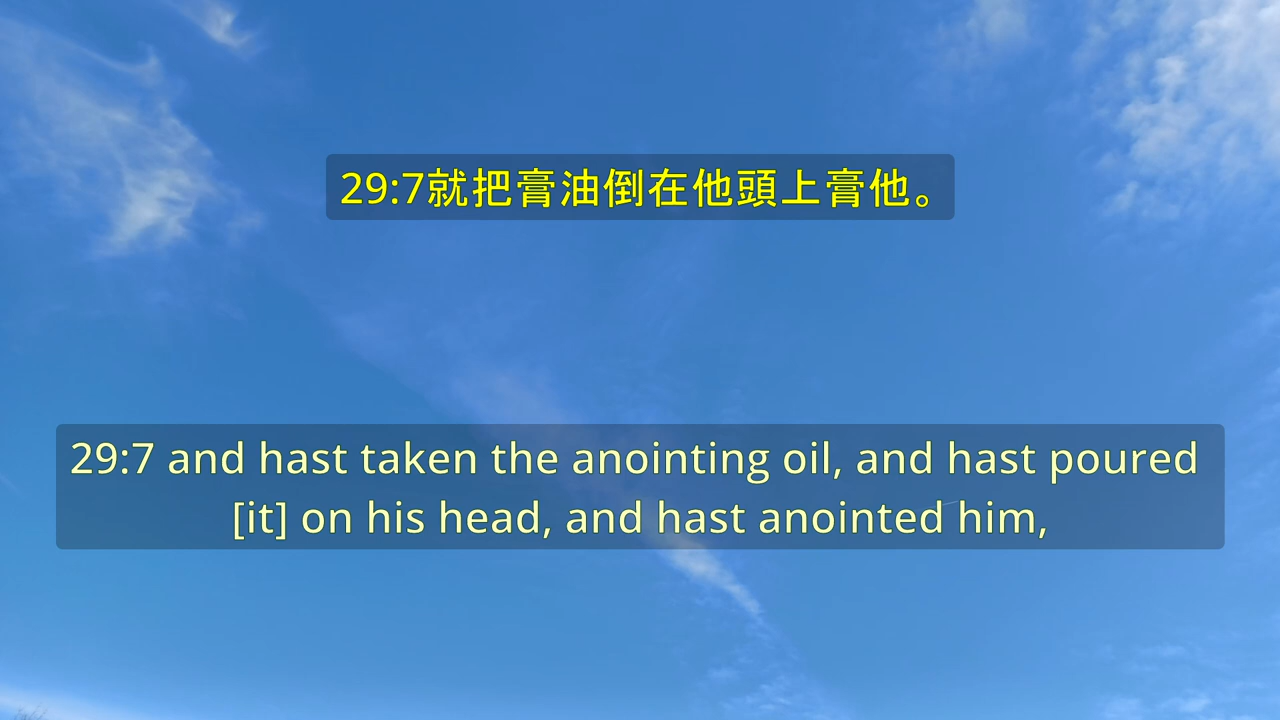 29:7就把膏油倒在他頭上膏他。
29:7 and hast taken the anointing oil, and hast poured
[it] on his head, and hast anointed him,